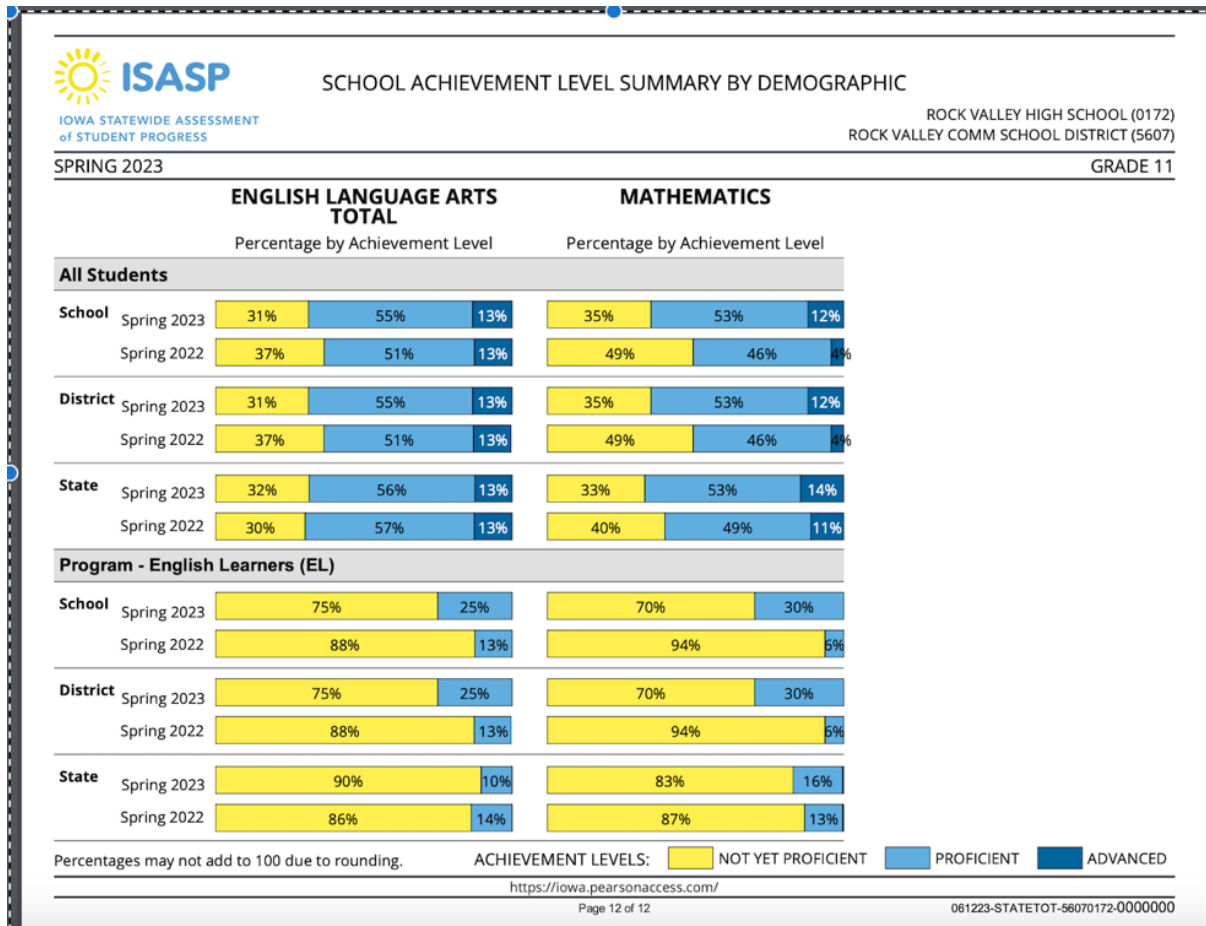 ISASP
IOWA STATEWIDE ASSESSMENT
of STUDENT PROGRESS
SCHOOL ACHIEVEMENT LEVEL SUMMARY BY DEMOGRAPHIC
ROCK VALLEY HIGH SCHOOL (0172)
ROCK VALLEY COMM SCHOOL DISTRICT (5607)
SPRING 2023 GRADE 11
ENGLISH LANGUAGE ARTS
TOTAL
MATHEMATICS
Percentage by Achievement Level Percentage by Achievement Level
All Students
School Spring 2023 31% 55% 13% 35% 53% 12%
Spring 2022 37% 51% 13% 49% 46% 4%
District Spring 2023 31% 55% 13% 35% 53% 12%
Spring 2022 37% 51% 13% 49% 46% 4%
State Spring 2023 32% 56% 13% 33% 53% 14%
Spring 2022 30% 57% 13% 40% 49% 11%
Program - English Learners (EL)
School Spring 2023 75% 25% 70% 30%
Spring 2022 88% 13% 94% 6%
District Spring 2023 75% 25% 70% 30%
Spring 2022 88% 13% 94% 6%
State Spring 2023 90% 10% 83% 16%
Spring 2022 86% 14% 87% 13%
Percentages may not add to 100 due to rounding. ACHIEVEMENT LEVELS: NOT YET PROFICIENT PROFICIENT ADVANCED
https://iowa.pearsonaccess.com/
Page 12 of 12 061223-STATETOT-56070172-0000000